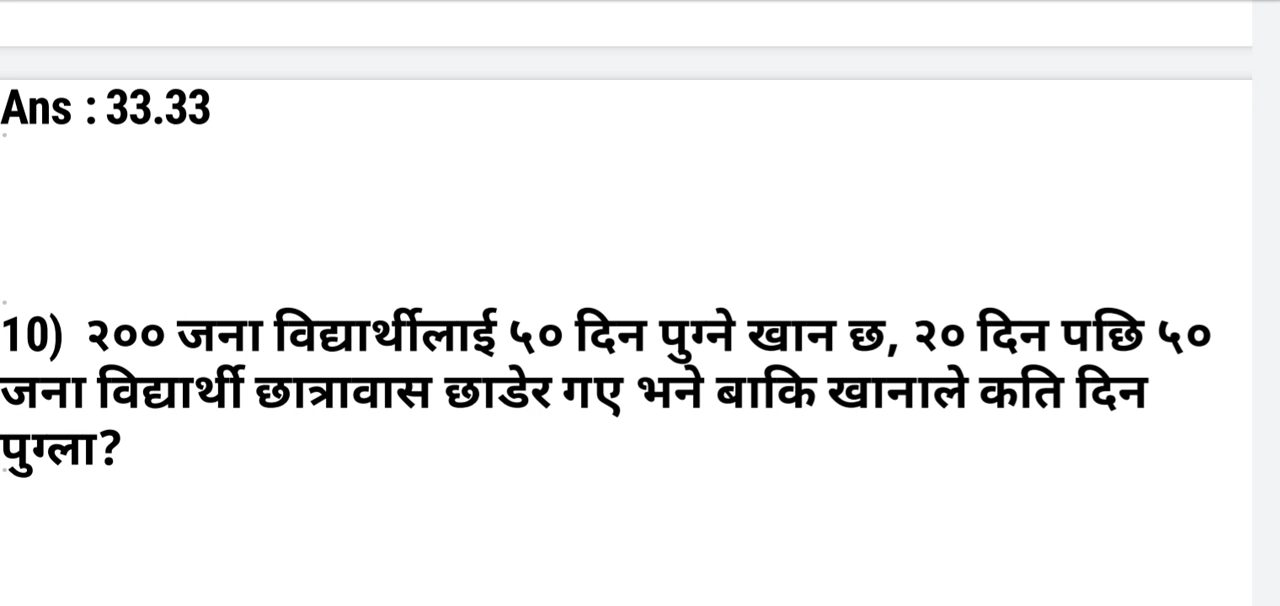 Ans : 33.33
10) २०० जना विद्यार्थीलाई ५० दिन पुग्ने खान छ, २० दिन पछि ५०
जना विद्यार्थी छात्रावास छाडेर गए भने बाकि खानाले कति दिन
पुग्ला?